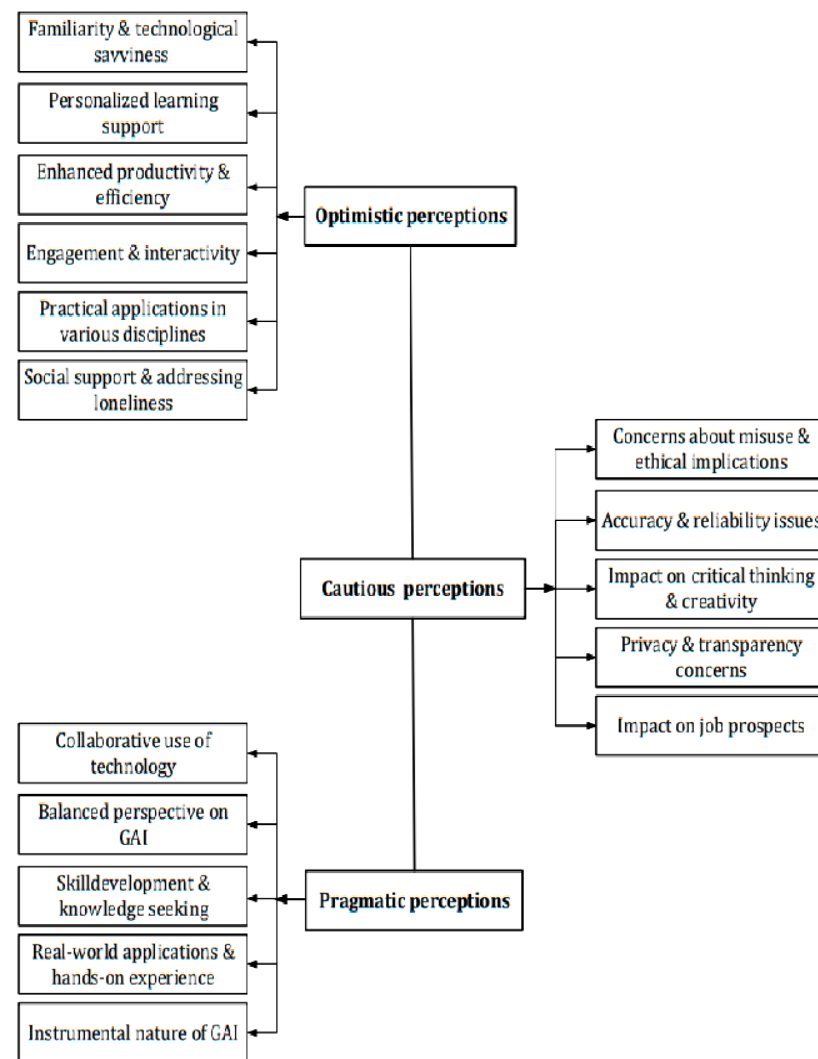 Familiarity & technological
savviness
Personalized learning
support
Enhanced productivity &
efficiency
Engagement & interactivity
Practical applications in
various disciplines
Social support & addressing
loneliness
Optimistic perceptions
Concerns about misuse &
ethical implications
Accuracy & reliability issues
Impact on critical thinking
& creativity
Privacy & transparency
concerns
Impact on job prospects
Cautious perceptions
Collaborative use of
technology
Balanced perspective on
GAI
Skilldevelopment &
knowledge seeking
Real-world applications &
hands-on experience
Instrumental nature of GAI
Pragmatic perceptions